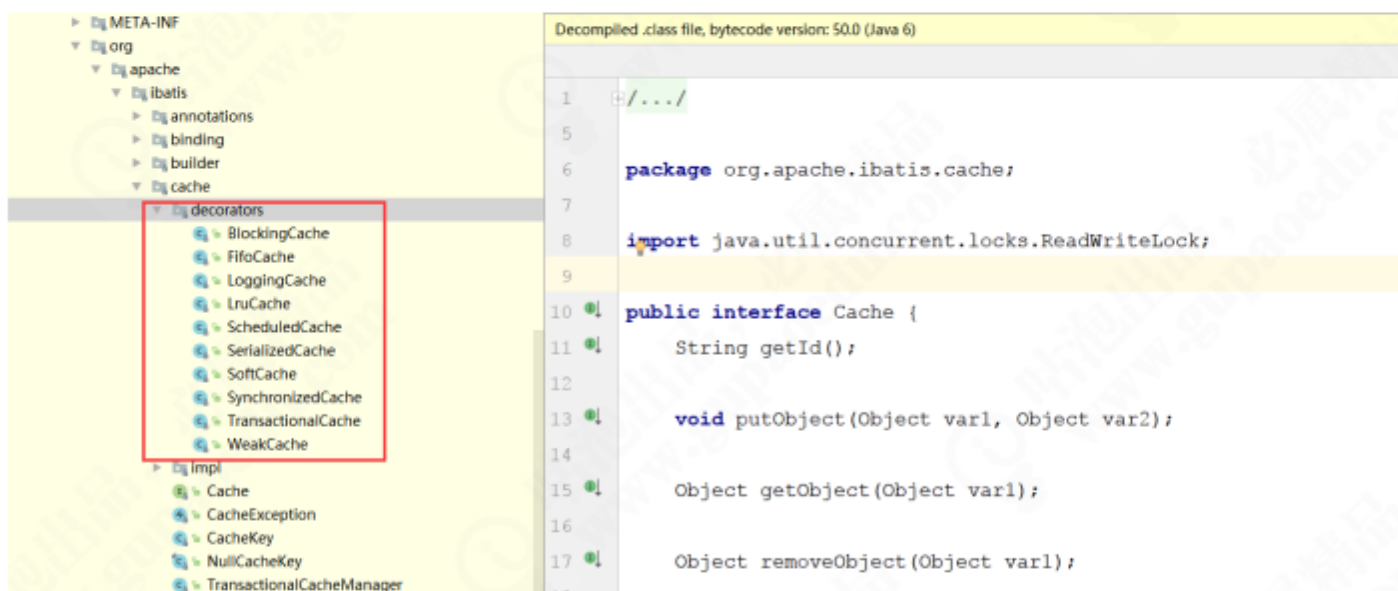 META-INF
org
apache
ibatis
annotations
binding
builder
cache
decorators
BlockingCache
FifoCache
LoggingCache
LruCache
ScheduledCache
SerializedCache
SoftCache
SynchronizedCache
TransactionalCache
WeakCache
impl
Cache
CacheException
CacheKey
NullCacheKey
TransactionalCacheManager
Decompiled .class file, bytecode version: 50.0 (Java 6)
1 /.../
5
6 package org.apache.ibatis.cache;
7
8 import java.util.concurrent.locks.ReadWriteLock;
9
10 public interface Cache {
11 String getId();
12
13 void putObject(Object var1, Object var2);
14
15 Object getObject(Object var1);
16
17 Object removeObject(Object var1);